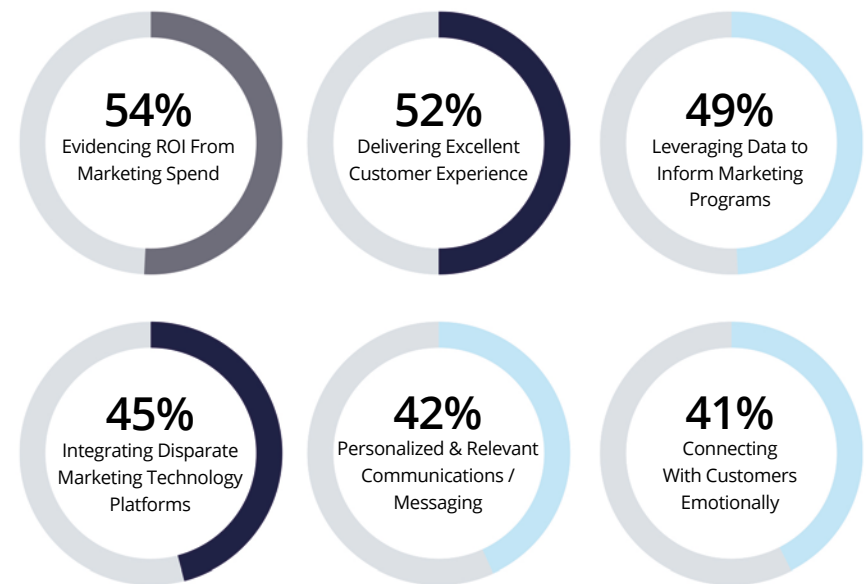 54%
Evidencing ROI From
Marketing Spend
52%
Delivering Excellent
Customer Experience
49%
Leveraging Data to
Inform Marketing
Programs
45%
Integrating Disparate
Marketing Technology
Platforms
42%
Personalized & Relevant
Communications /
Messaging
41%
Connecting
With Customers
Emotionally